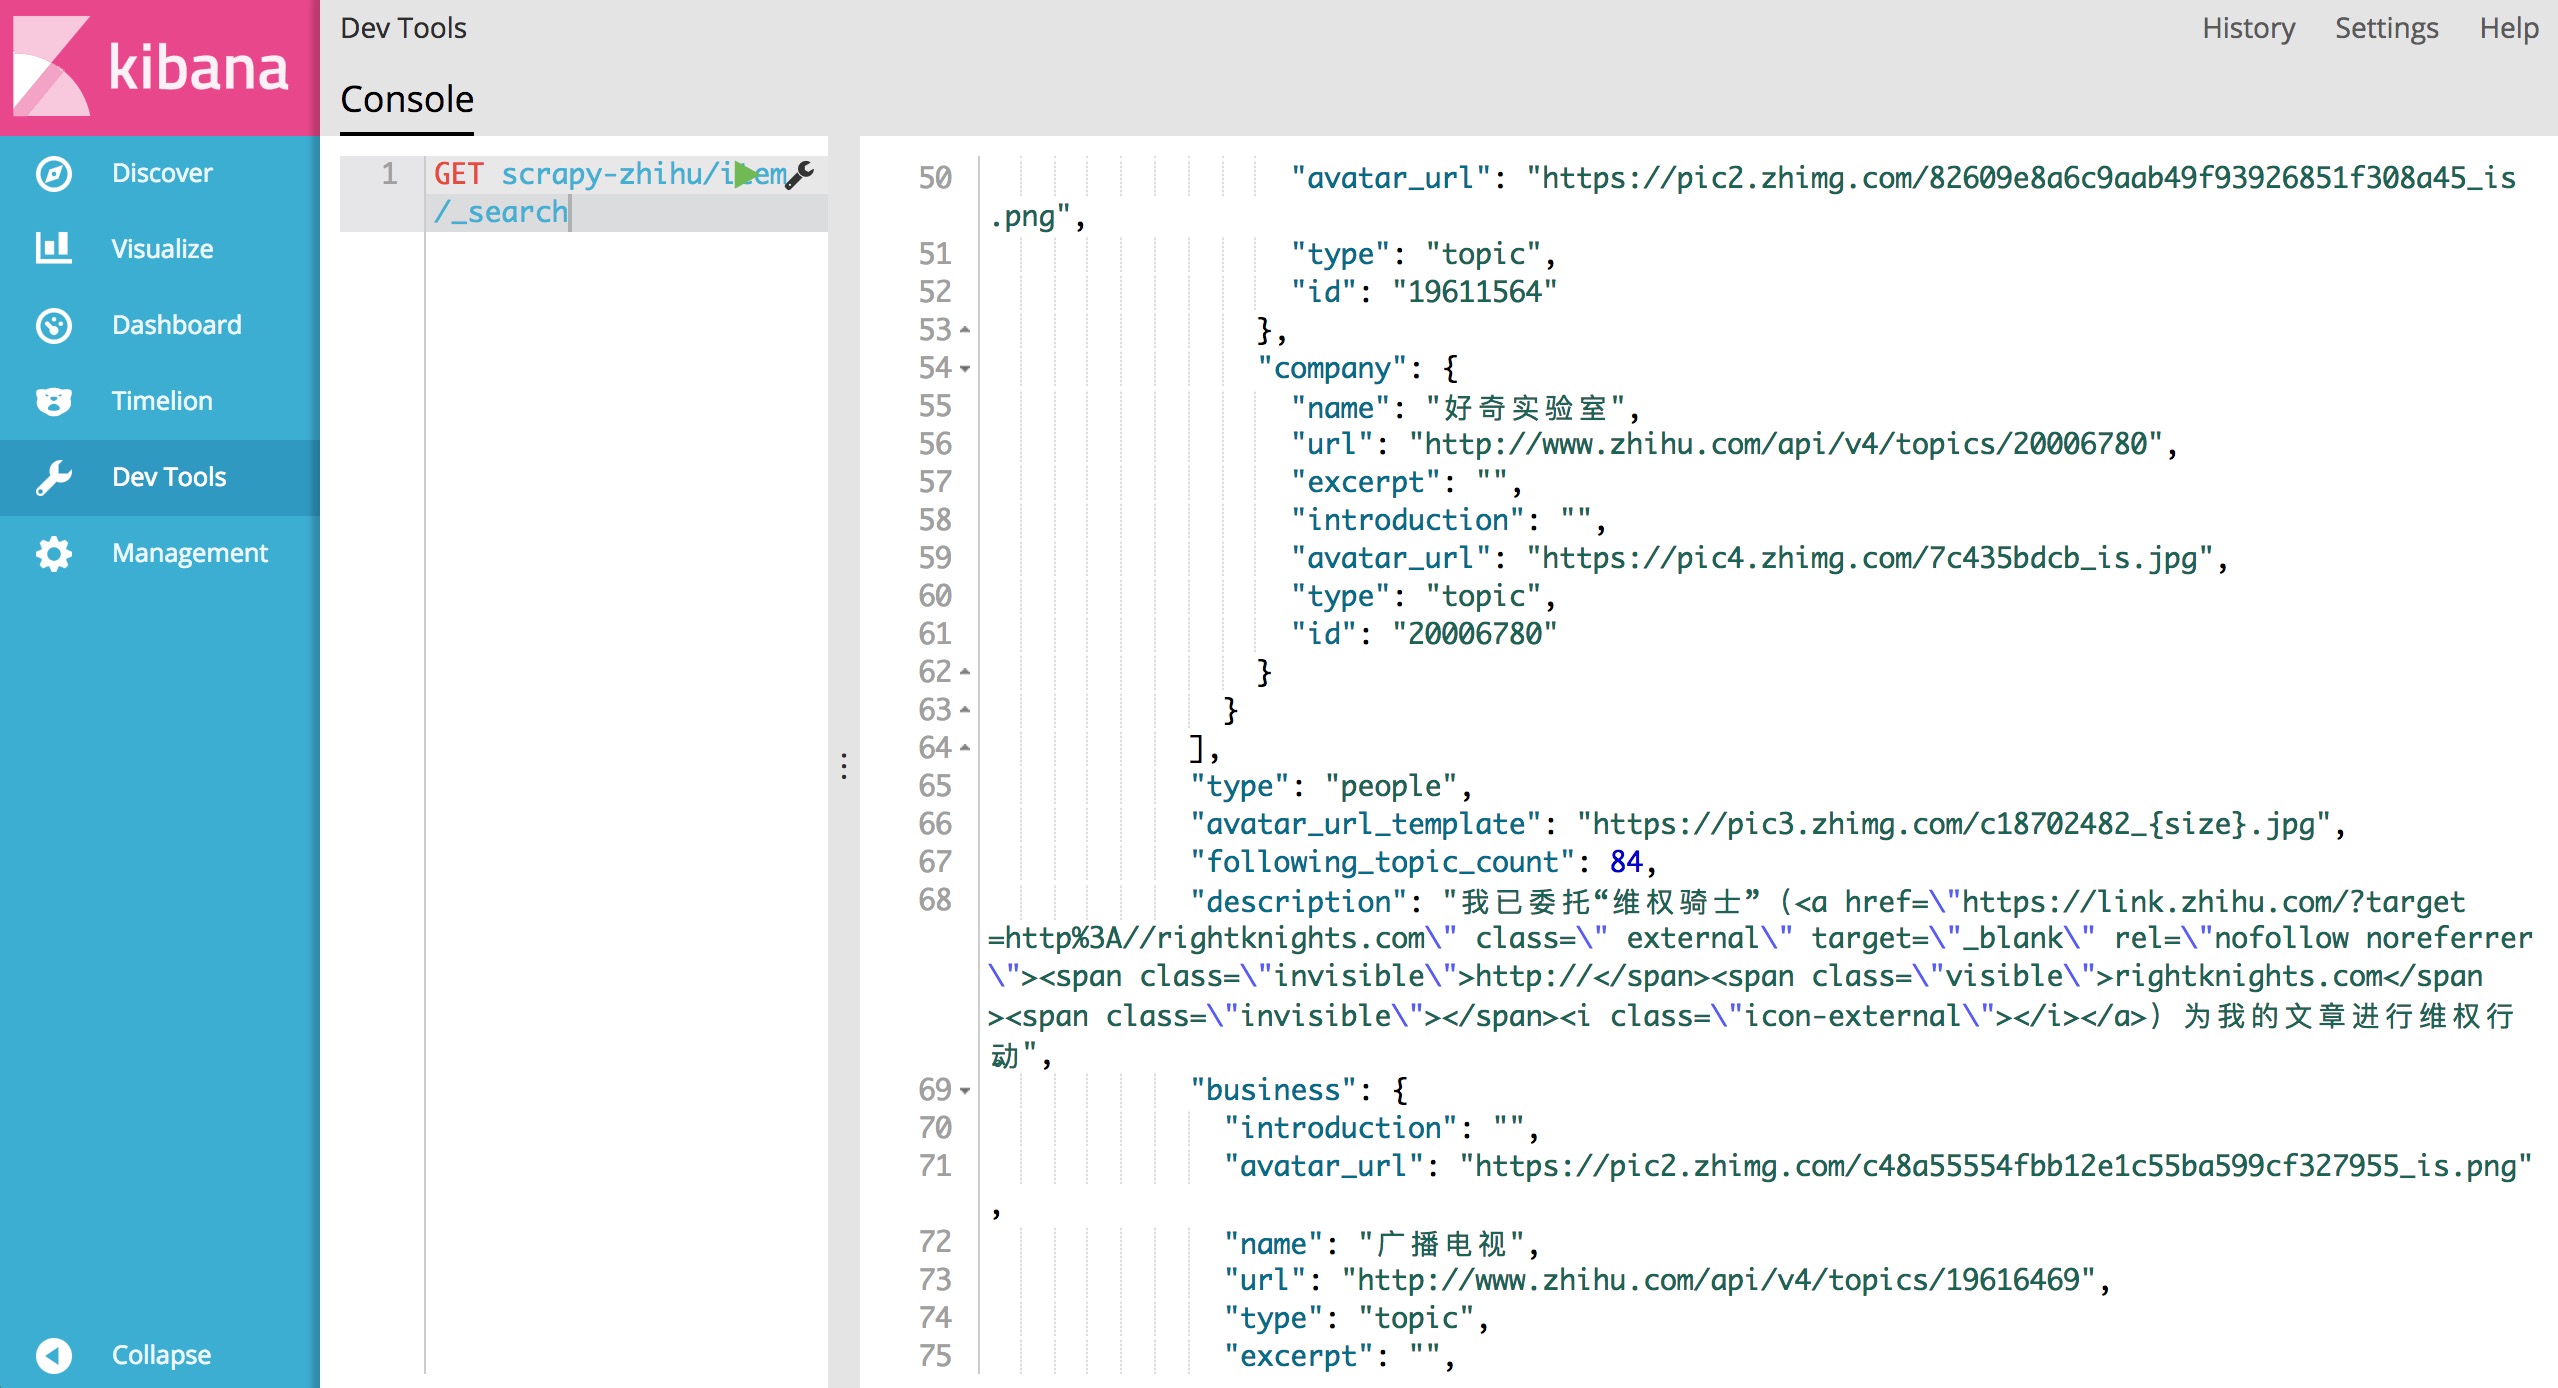 kibana
Discover
Visualize
Dashboard
Timelion
Dev Tools
Management
Collapse
Dev Tools
History Settings Help
Console
1 GET scrapy-zhihu/item
/_search
50 "avatar_url": "https://pic2.zhimg.com/82609e8a6c9aab49f93926851f308a45_is
.png",
51 "type": "topic",
52 "id": "19611564"
53 },
54 "company": {
55 "name": "好奇实验室",
56 "url": "http://www.zhihu.com/api/v4/topics/20006780",
57 "excerpt": "",
58 "introduction": "",
59 "avatar_url": "https://pic4.zhimg.com/7c435bdcb_is.jpg",
60 "type": "topic",
61 "id": "20006780"
62 }
63 }
64 ],
65 "type": "people",
66 "avatar_url_template": "https://pic3.zhimg.com/c18702482_{size}.jpg",
67 "following_topic_count": 84,
68 "description": "我已委托“维权骑士”（<a href=\"https://link.zhihu.com/?target
=http%3A//rightknights.com\" class=\" external\" target=\"_blank\" rel=\"nofollow noreferrer
\"><span class=\"invisible\">http://</span><span class=\"visible\">rightknights.com</span
><span class=\"invisible\"></span><i class=\"icon-external\"></i></a>）为我的文章进行维权行
动",
69 "business": {
70 "introduction": "",
71 "avatar_url": "https://pic2.zhimg.com/c48a55554fbb12e1c55ba599cf327955_is.png"
,
72 "name": "广播电视",
73 "url": "http://www.zhihu.com/api/v4/topics/19616469",
74 "type": "topic",
75 "excerpt": "",